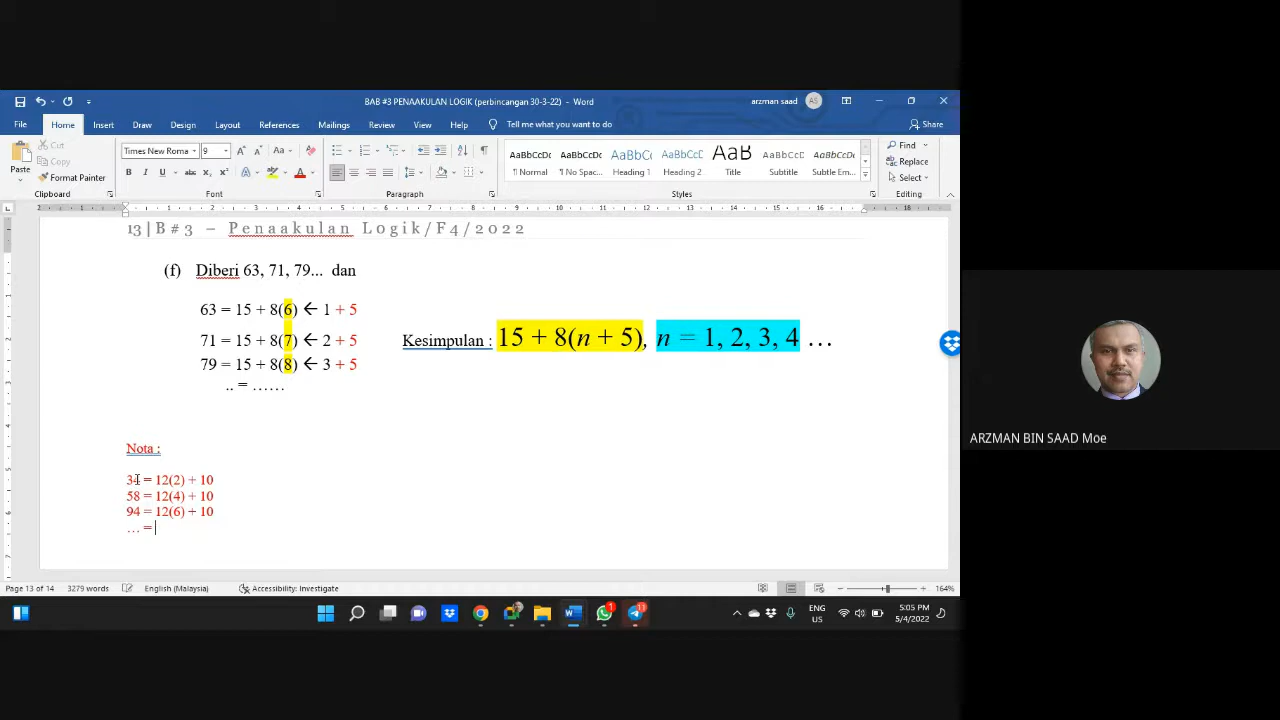 BAB #3 PENAAKULAN LOGIK (perbincangan 30-3-22) – Word
arzman saad
AS
File Home Insert Draw Design Layout References Mailings Review View Help Tell me what you want to do
Share
Paste
Cut
Copy
Format Painter
Clipboard
Times New Roma
9
Font
Paragraph
AaBbCcDc
¶ Normal
AaBbCcDc
¶ No Spac...
AaBbCc
Heading 1
AaBbCcD
Heading 2
AaB
Title
AaBbCcD
Subtitle
AaBbCcDc
Subtle Em...
Styles
Find
Replace
Select
Editing
13|B#3 – Penaakulan Logik/F4/2022
(f) Diberi 63, 71, 79... dan
63 = 15 + 8(6) ← 1 + 5
71 = 15 + 8(7) ← 2 + 5
79 = 15 + 8(8) ← 3 + 5
.. = ……
Kesimpulan : 15 + 8(n + 5), n = 1, 2, 3, 4 …
Nota :
34 = 12(2) + 10
58 = 12(4) + 10
94 = 12(6) + 10
… =
Page 13 of 14 3279 words English (Malaysia) Accessibility: Investigate
164%
ENG
US
5:05 PM
5/4/2022
ARZMAN BIN SAAD Moe